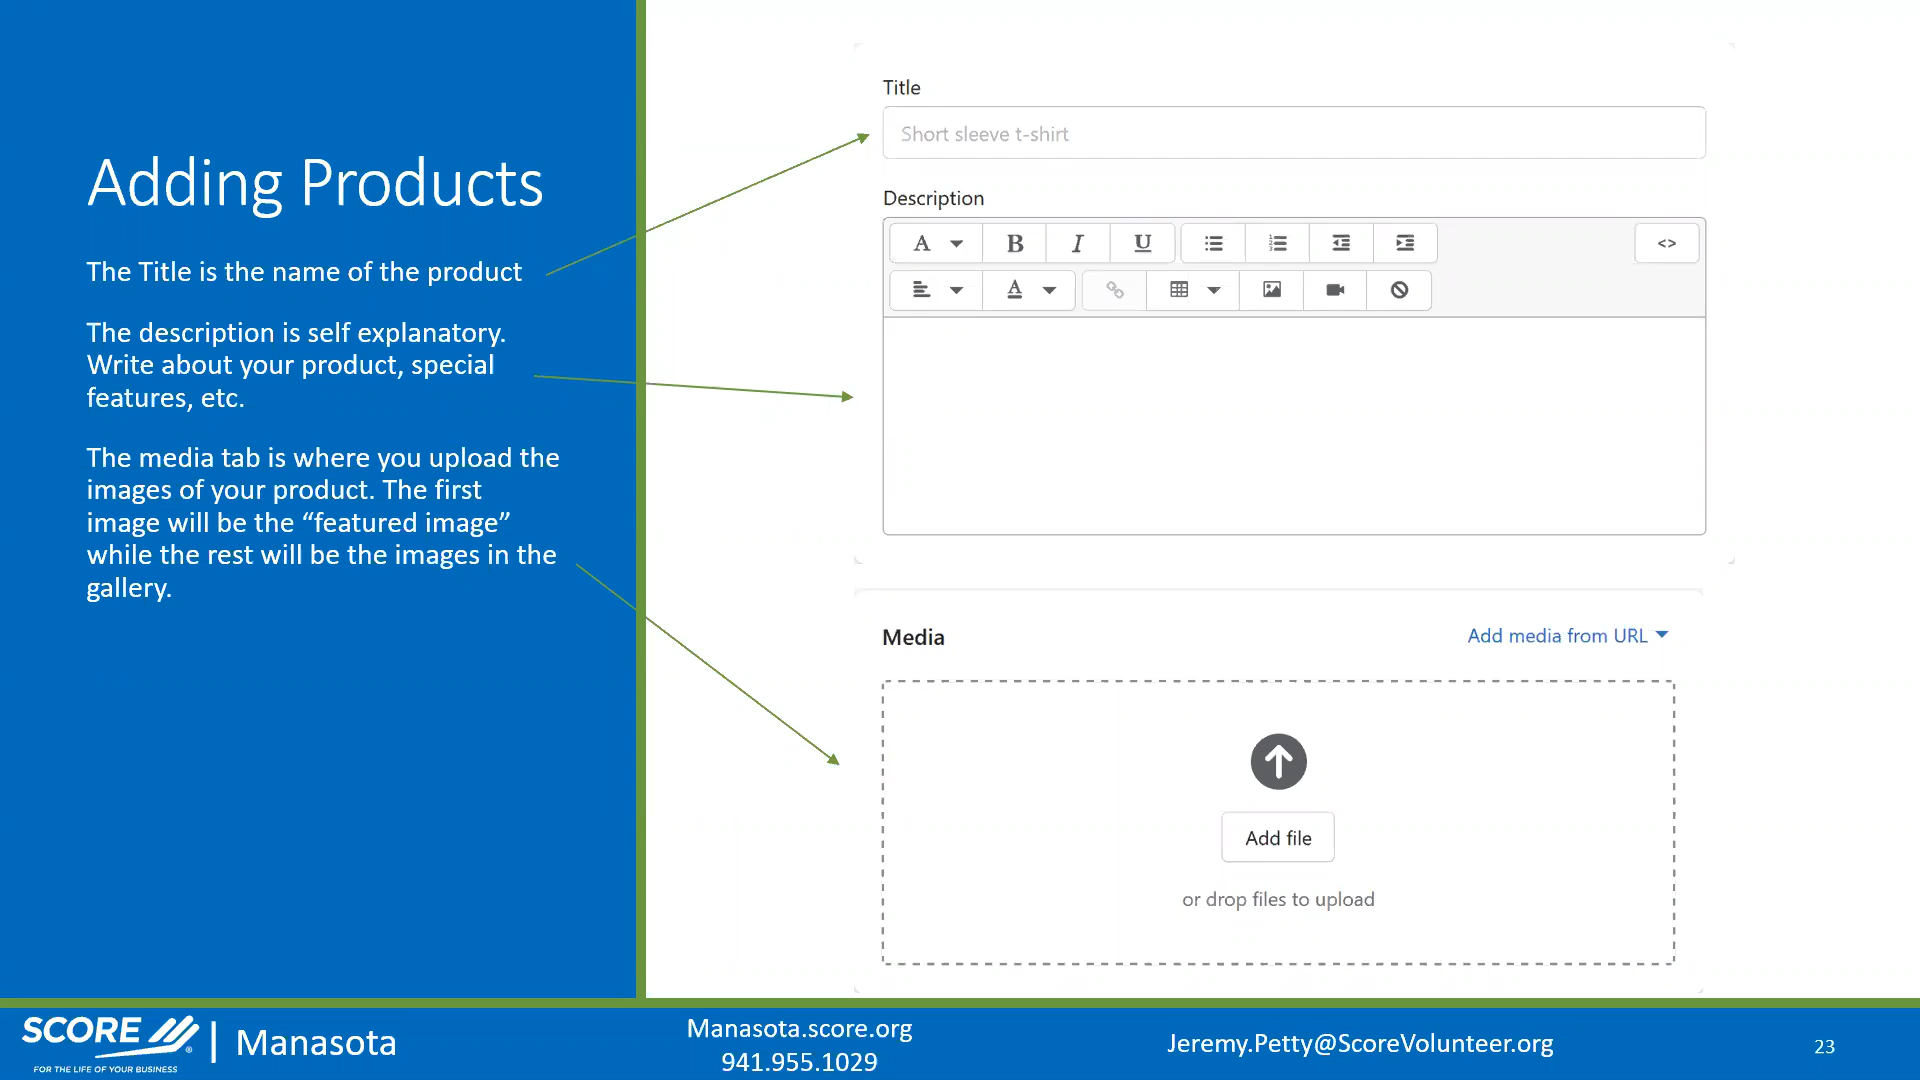 Adding Products
The Title is the name of the product
The description is self explanatory.
Write about your product, special
features, etc.
The media tab is where you upload the
images of your product. The first
image will be the “featured image”
while the rest will be the images in the
gallery.
Title
Short sleeve t-shirt
Description
A B I U <>
A
Media
Add media from URL
Add file
or drop files to upload
SCORE ® | Manasota
FOR THE LIFE OF YOUR BUSINESS
Manasota.score.org
941.955.1029
Jeremy.Petty@ScoreVolunteer.org
23